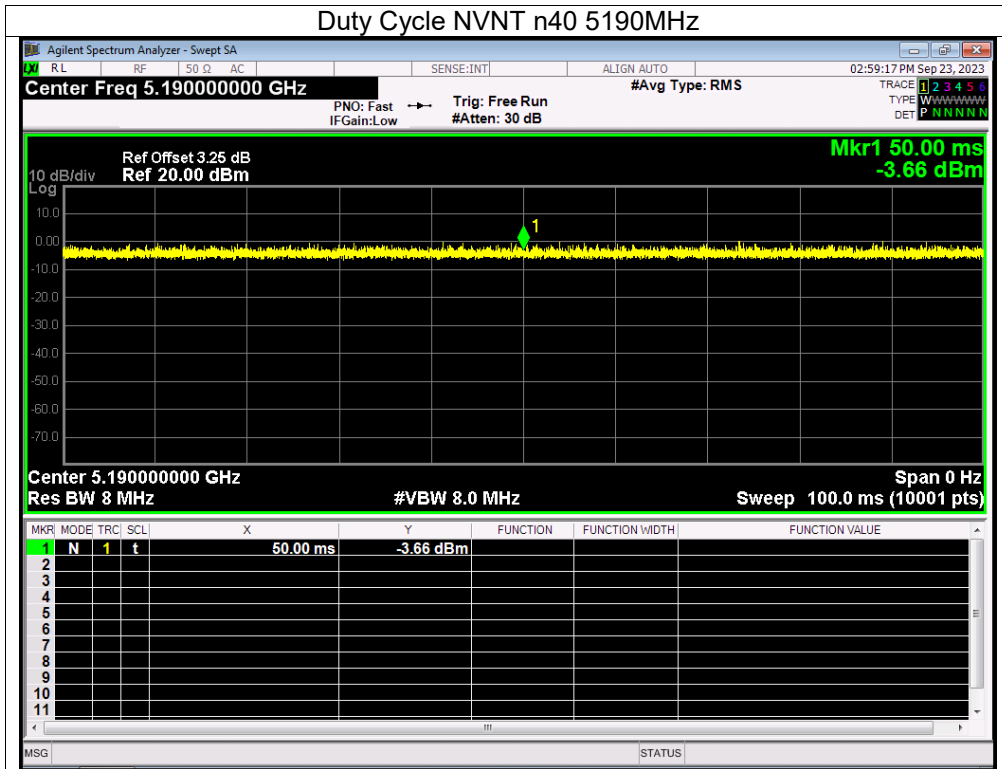 Duty Cycle NVNT n40 5190MHz
Agilent Spectrum Analyzer - Swept SA
LXI RL RF 50 Ω AC SENSE:INT ALIGN AUTO 02:59:17 PM Sep 23, 2023
Center Freq 5.190000000 GHz #Avg Type: RMS TRACE 1 2 3 4 5 6
PNO: Fast Trig: Free Run TYPE WWWWWW
IFGain:Low #Atten: 30 dB DET P N N N N N
Mkr1 50.00 ms
Ref Offset 3.25 dB
10 dB/div Ref 20.00 dBm -3.66 dBm
Log
10.0
1
0.00
-10.0
-20.0
-30.0
-40.0
-50.0
-60.0
-70.0
Center 5.190000000 GHz Span 0 Hz
Res BW 8 MHz #VBW 8.0 MHz Sweep 100.0 ms (10001 pts)
MKR MODE TRC SCL X Y FUNCTION FUNCTION WIDTH FUNCTION VALUE
1 N 1 t 50.00 ms -3.66 dBm
2
3
4
5
6
7
8
9
10
11
MSG STATUS